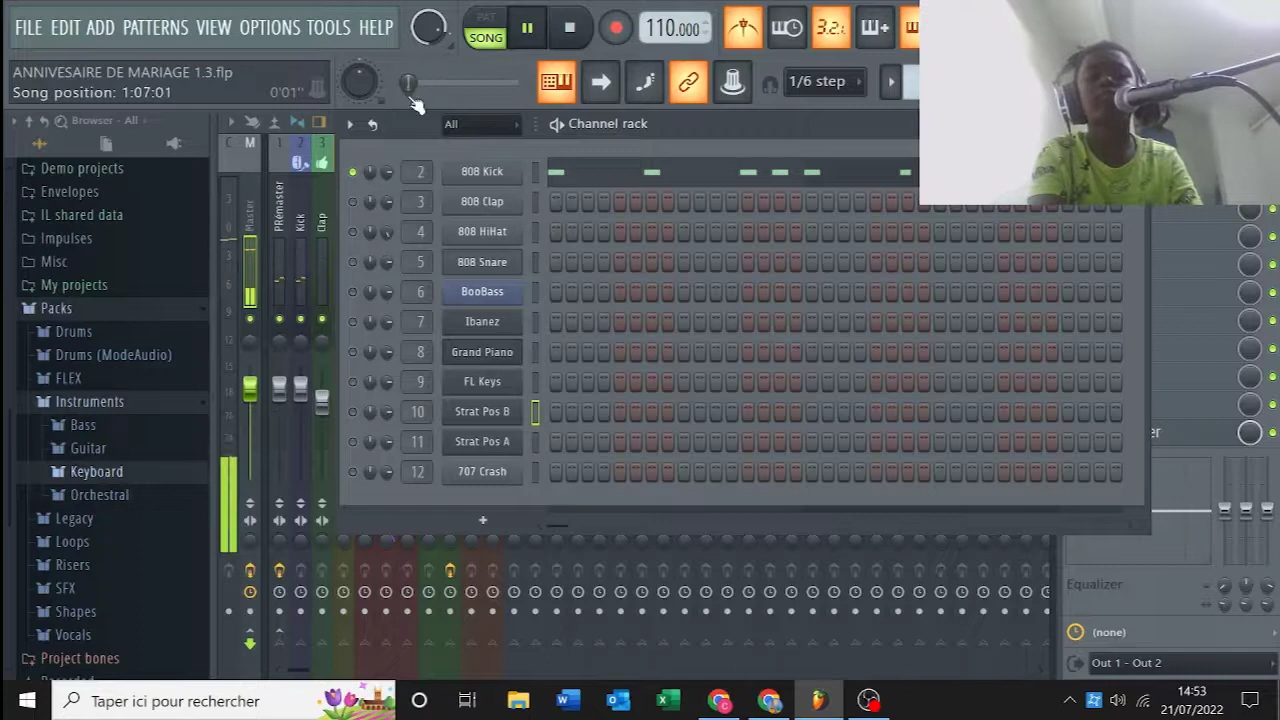 FILE EDIT ADD PATTERNS VIEW OPTIONS TOOLS HELP
PAT
SONG
110.000
3.2.
ANNIVESAIRE DE MARIAGE 1.3.flp
Song position: 1:07:01
0'01"
1/6 step
Browser - All
All
Channel rack
C
M
1
2
3
Demo projects
Envelopes
IL shared data
Impulses
Misc
My projects
Packs
Drums
Drums (ModeAudio)
FLEX
Instruments
Bass
Guitar
Keyboard
Orchestral
Legacy
Loops
Risers
SFX
Shapes
Vocals
Project bones
Master
PRemaster
Kick
Clap
2 808 Kick
3 808 Clap
4 808 HiHat
5 808 Snare
6 BooBass
7 Ibanez
8 Grand Piano
9 FL Keys
10 Strat Pos B
11 Strat Pos A
12 707 Crash
Equalizer
(none)
Out 1 - Out 2
Taper ici pour rechercher
14:53
21/07/2022